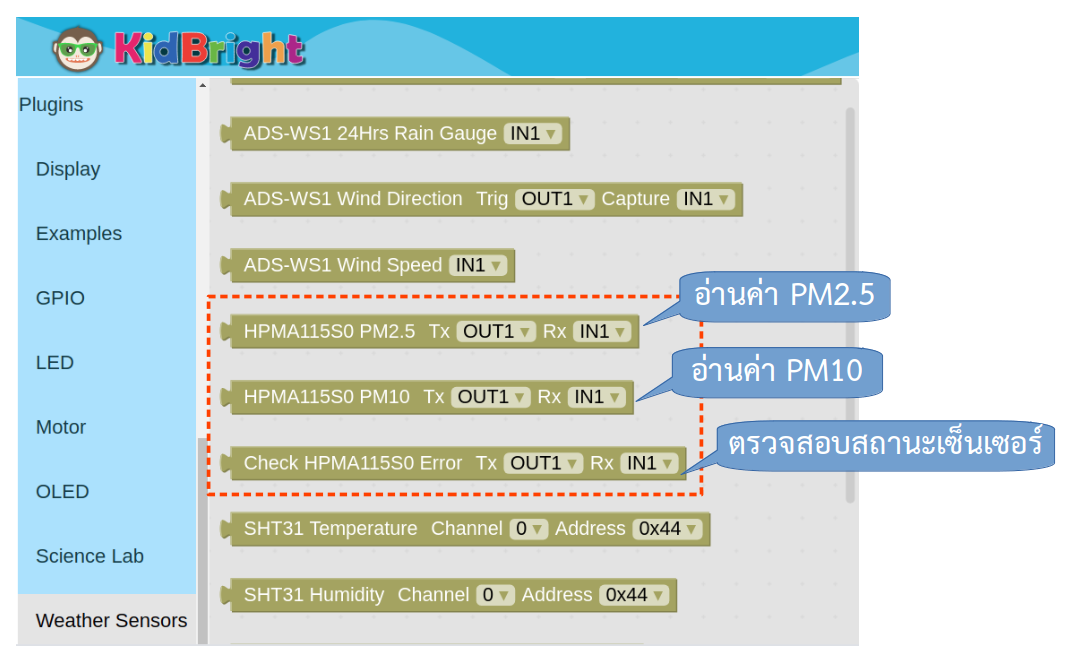 KidBright
Plugins
Display
Examples
GPIO
LED
Motor
OLED
Science Lab
Weather Sensors
ADS-WS1 24Hrs Rain Gauge IN1
ADS-WS1 Wind Direction Trig OUT1 Capture IN1
ADS-WS1 Wind Speed IN1
HPMA115S0 PM2.5 Tx OUT1 Rx IN1
อ่านค่า PM2.5
HPMA115S0 PM10 Tx OUT1 Rx IN1
อ่านค่า PM10
Check HPMA115S0 Error Tx OUT1 Rx IN1
ตรวจสอบสถานะเซ็นเซอร์
SHT31 Temperature Channel 0 Address 0x44
SHT31 Humidity Channel 0 Address 0x44